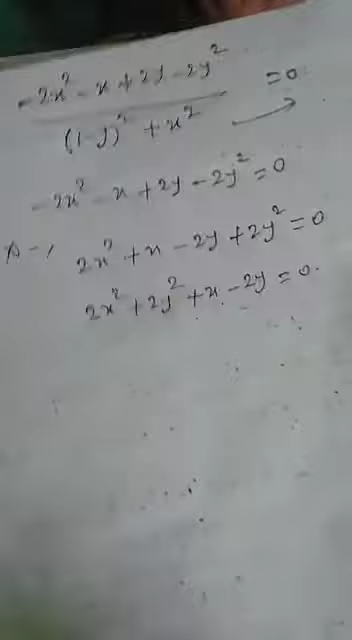 -2x² - x + 2y - 2y² / (1-y)² + x² = 0
-2x² - x + 2y - 2y² = 0
2x² + x - 2y + 2y² = 0
2x² + 2y² + x - 2y = 0.